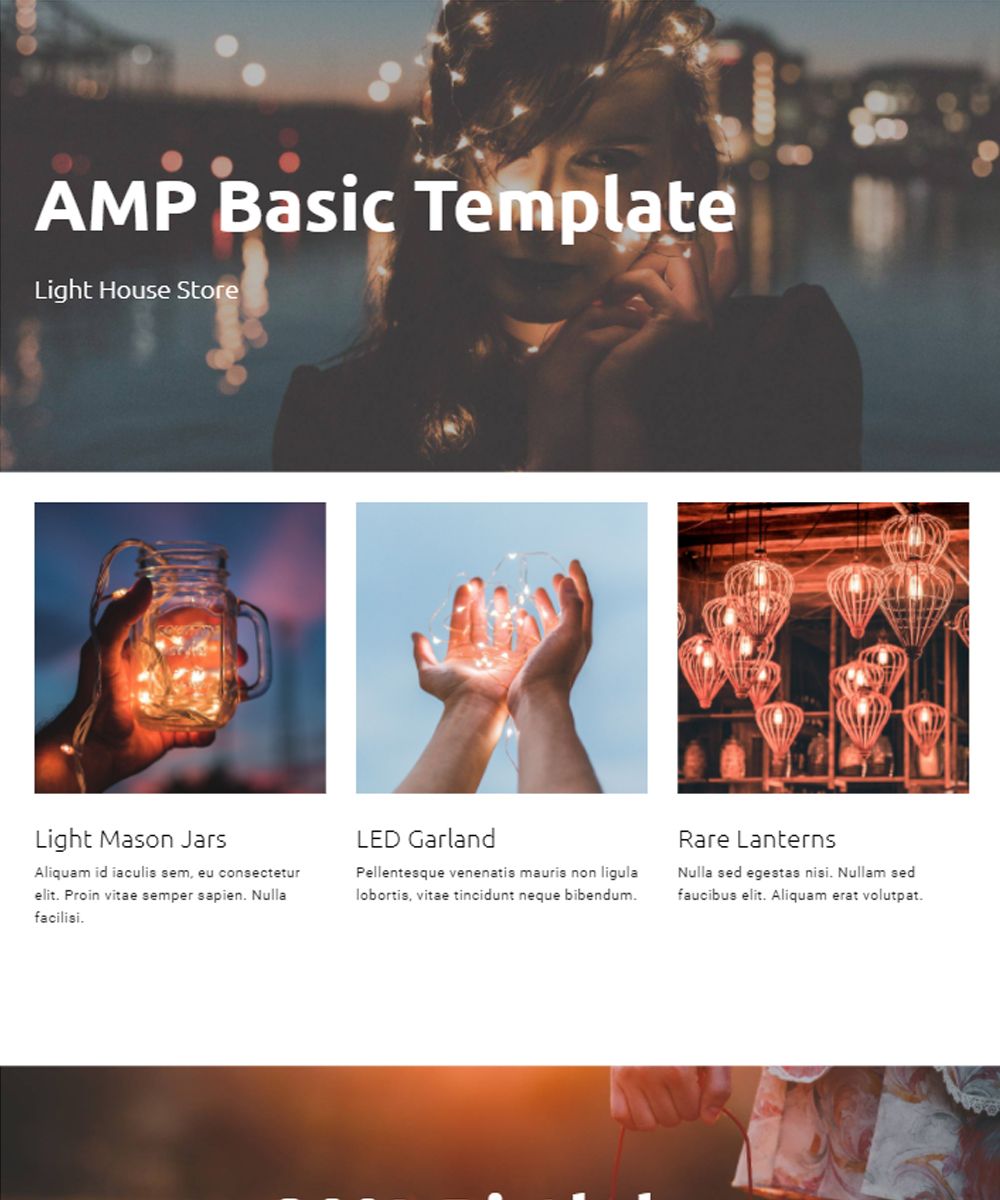 AMP Basic Template
Light House Store
Light Mason Jars
Aliquam id iaculis sem, eu consectetur
elit. Proin vitae semper sapien. Nulla
facilisi.
LED Garland
Pellentesque venenatis mauris non ligula
lobortis, vitae tincidunt neque bibendum.
Rare Lanterns
Nulla sed egestas nisi. Nullam sed
faucibus elit. Aliquam erat volutpat.